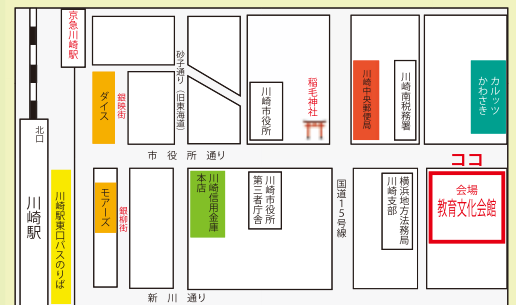 京急川崎駅
北口
川崎駅
川崎駅東口バスのりば
ダイス
銀映街
砂子通り(旧東海道)
川崎市役所
稲毛神社
川崎中央郵便局
川崎南税務署
カルッツ
かわさき
市役所通り
ココ
モアーズ
銀柳街
川崎信用金庫
本店
川崎市役所
第三者庁舎
国道15号線
横浜地方法務局
川崎支部
会場
教育文化会館
新川通り